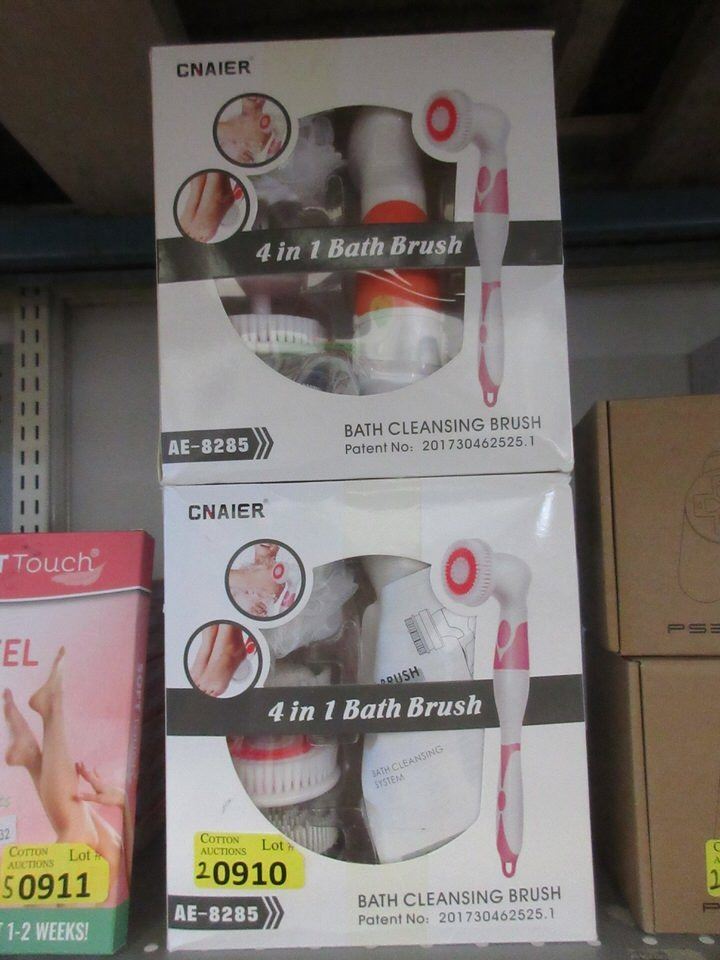 CNAIER
4 in 1 Bath Brush
BATH CLEANSING BRUSH
AE-8285
Patent No: 201730462525.1
CNAIER
BRUSH
4 in 1 Bath Brush
BATH CLEANSING
SYSTEM
COTTON
AUCTIONS
Lot #
20910
AE-8285
BATH CLEANSING BRUSH
Patent No: 201730462525.1
T Touch
EL
32
COTTON
AUCTIONS
Lot #
50911
1-2 WEEKS!